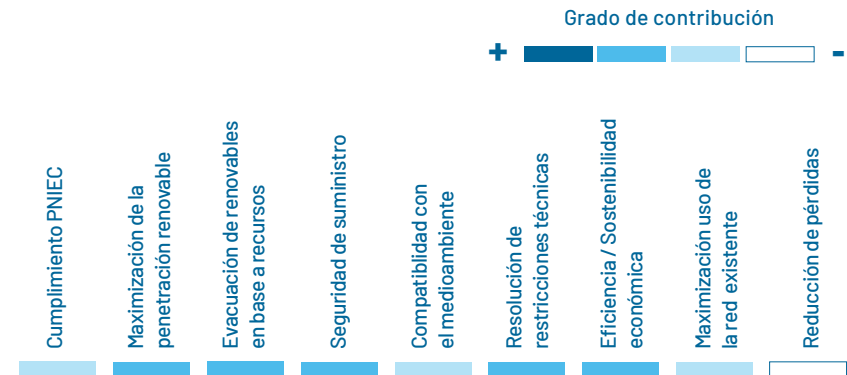 Grado de contribución
+ -
Cumplimiento PNIEC
Maximización de la
penetración renovable
Evacuación de renovables
en base a recursos
Seguridad de suministro
Compatiblidad con
el medioambiente
Resolución de
restricciones técnicas
Eficiencia / Sostenibilidad
económica
Maximización uso de
la red existente
Reducción de pérdidas